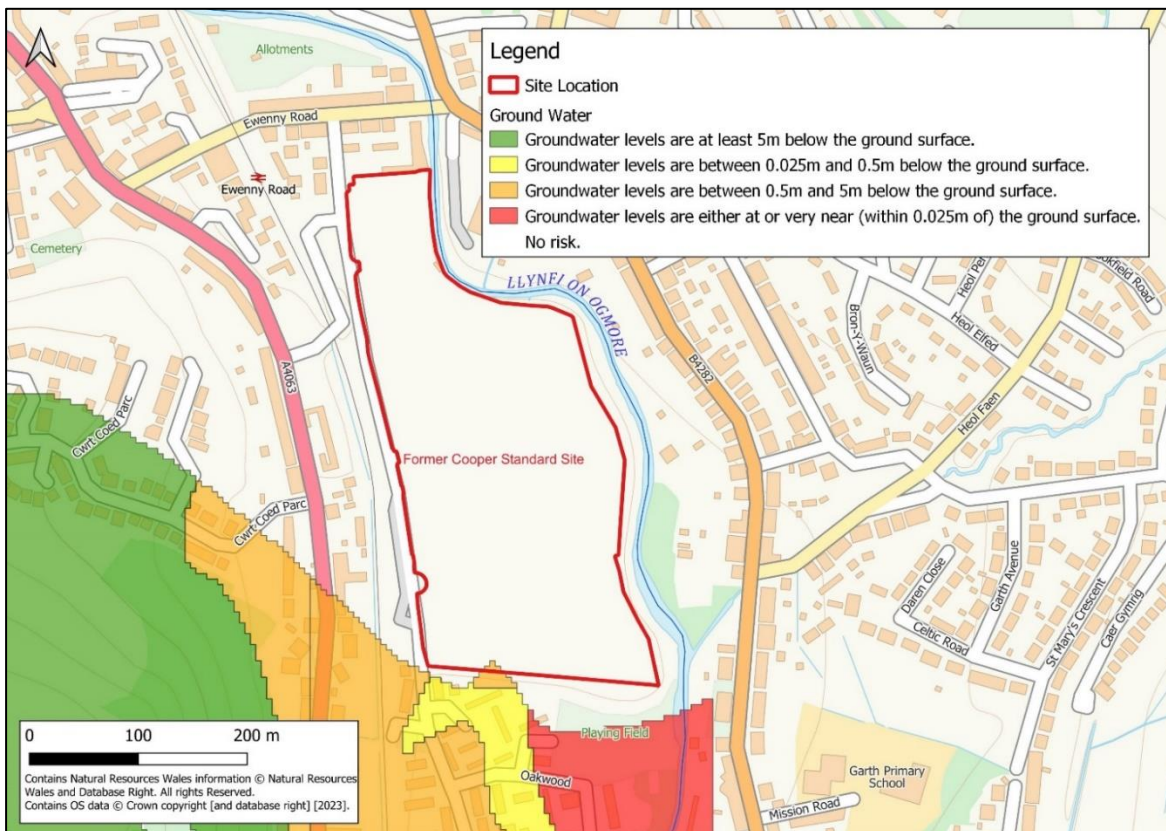 Allotments
Ewenny Road
Ewenny Road
Cemetery
A4063
Cwrt Coed Parc
Cwrt Coed Parc
Former Cooper Standard Site
LLYNFI ON OGMORE
B4282
Legend
Site Location
Ground Water
Groundwater levels are at least 5m below the ground surface.
Groundwater levels are between 0.025m and 0.5m below the ground surface.
Groundwater levels are between 0.5m and 5m below the ground surface.
Groundwater levels are either at or very near (within 0.025m of) the ground surface.
No risk.
Bron-Y-Waun
Heol Elfed
Heol
Road
Heol Faen
Daren Close
Celtic Road
Garth Avenue
St Mary's Crescent
Caer Gymrig
Playing Field
Oakwood
Garth Primary
School
Mission Road
0 100 200 m
Contains Natural Resources Wales information © Natural Resources
Wales and Database Right. All rights Reserved.
Contains OS data © Crown copyright [and database right] [2023].